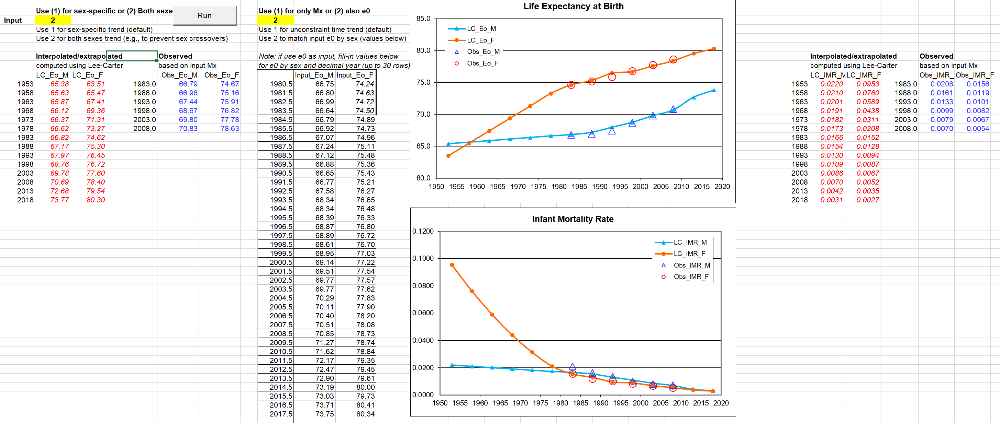 Use (1) for sex-specific or (2) Both sexe
Run
Use (1) for only Mx or (2) also e0
Input
2
2
Use 1 for sex-specific trend (default)
Use 1 for unconstraint time trend (default)
Use 2 for both sexes trend (e.g., to prevent sex crossovers)
Use 2 to match input e0 by sex (values below)
Interpolated/extrapolated
Observed
Note: if use e0 as input, fill-in values below
computed using Lee-Carter
based on input Mx
for e0 by sex and decimal year (up to 30 rows)
LC_Eo_M LC_Eo_F Obs_Eo_M Obs_Eo_F
1953 65.38 63.51 1983.0 66.79 74.67
1958 65.63 65.47 1988.0 66.96 75.16
1963 65.87 67.41 1993.0 67.44 75.91
1968 66.12 69.36 1998.0 68.67 76.82
1973 66.37 71.31 2003.0 69.80 77.78
1978 66.62 73.27 2008.0 70.83 78.63
1983 66.82 74.62
1988 67.17 75.30
1993 67.97 76.45
1998 68.76 76.72
2003 69.78 77.60
2008 70.69 78.40
2013 72.68 79.54
2018 73.77 80.30
Input_Eo_M Input_Eo_F
1980.5 66.75 74.24
1981.5 66.80 74.63
1982.5 66.99 74.72
1983.5 66.64 74.50
1984.5 66.79 74.89
1985.5 66.92 74.73
1986.5 67.07 74.96
1987.5 67.24 75.11
1988.5 67.12 75.48
1989.5 66.88 75.36
1990.5 66.65 75.43
1991.5 66.77 75.21
1992.5 67.58 76.27
1993.5 68.34 76.65
1994.5 68.34 76.48
1995.5 68.39 76.33
1996.5 68.87 76.80
1997.5 68.89 76.72
1998.5 68.61 76.70
1999.5 68.95 77.03
2000.5 69.14 77.22
2001.5 69.51 77.54
2002.5 69.77 77.57
2003.5 69.77 77.62
2004.5 70.29 77.83
2005.5 70.11 77.90
2006.5 70.40 78.20
2007.5 70.51 78.08
2008.5 70.85 78.73
2009.5 71.27 78.74
2010.5 71.62 78.84
2011.5 72.17 79.35
2012.5 72.47 79.45
2013.5 72.90 79.61
2014.5 73.19 80.00
2015.5 73.03 79.73
2016.5 73.71 80.41
2017.5 73.75 80.34
Life Expectancy at Birth
85.0
80.0
75.0
70.0
65.0
60.0
LC_Eo_M
LC_Eo_F
Obs_Eo_M
Obs_Eo_F
1950 1955 1960 1965 1970 1975 1980 1985 1990 1995 2000 2005 2010 2015 2020
Infant Mortality Rate
0.1200
0.1000
0.0800
0.0600
0.0400
0.0200
0.0000
LC_IMR_M
LC_IMR_F
Obs_IMR_M
Obs_IMR_F
1950 1955 1960 1965 1970 1975 1980 1985 1990 1995 2000 2005 2010 2015 2020
Interpolated/extrapolated
Observed
computed using Lee-Carter
based on input Mx
LC_IMR_M LC_IMR_F Obs_IMR_ Obs_IMR_F
1953 0.0220 0.0953 1983.0 0.0208 0.0156
1958 0.0210 0.0760 1988.0 0.0161 0.0119
1963 0.0201 0.0589 1993.0 0.0133 0.0101
1968 0.0191 0.0438 1998.0 0.0099 0.0082
1973 0.0182 0.0311 2003.0 0.0079 0.0067
1978 0.0173 0.0208 2008.0 0.0070 0.0054
1983 0.0166 0.0152
1988 0.0154 0.0128
1993 0.0130 0.0094
1998 0.0109 0.0087
2003 0.0086 0.0067
2008 0.0070 0.0052
2013 0.0042 0.0035
2018 0.0031 0.0027